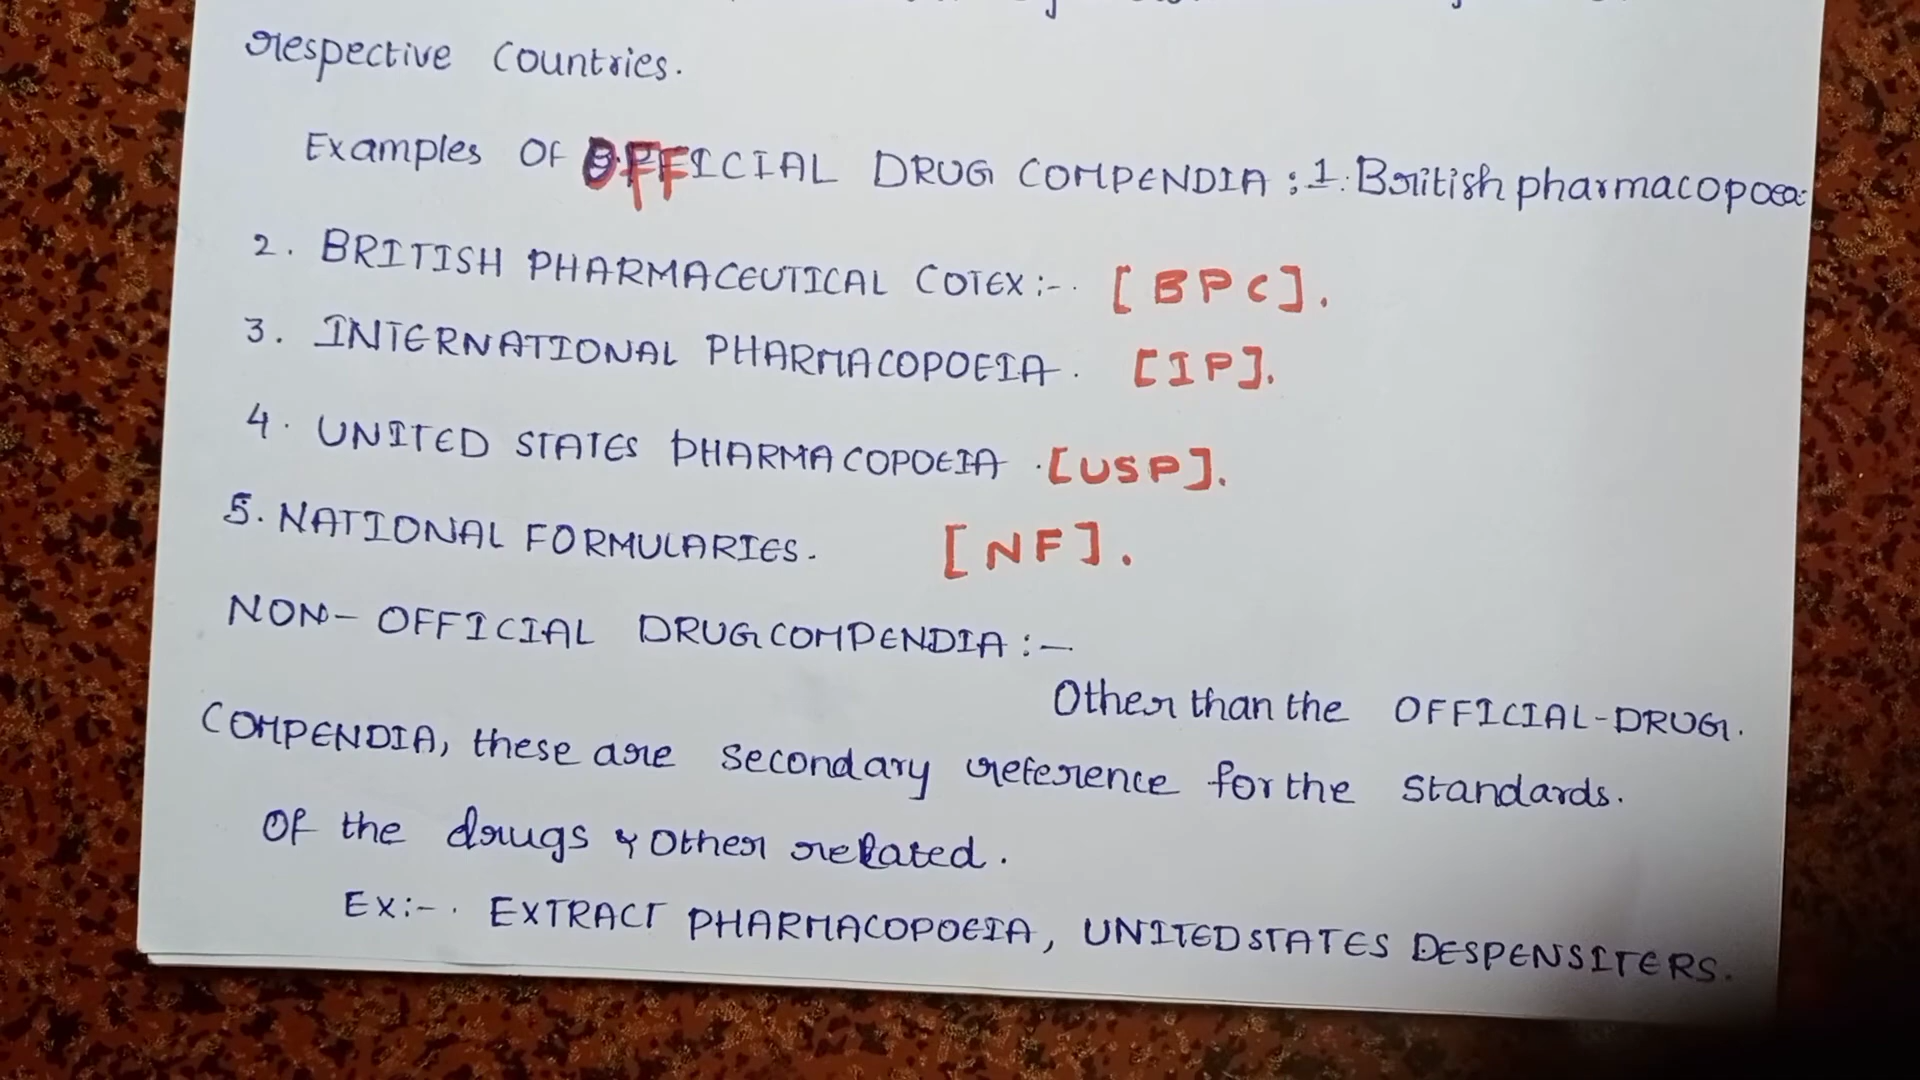 respective Countries.
Examples OF OFFICIAL DRUG COMPENDIA : 1. British pharmacopoea
2. BRITISH PHARMACEUTICAL COTEX :- . [BPC].
3. INTERNATIONAL PHARMACOPOEIA . [IP].
4. UNITED STATES PHARMACOPOEIA . [USP].
5. NATIONAL FORMULARIES. [NF].
NON- OFFICIAL DRUG COMPENDIA :-
Other than the OFFICIAL-DRUG.
COMPENDIA, these are secondary reference for the standards.
OF the drugs & Other related.
EX:- . EXTRACT PHARMACOPOEIA, UNITED STATES DESPENSITERS.